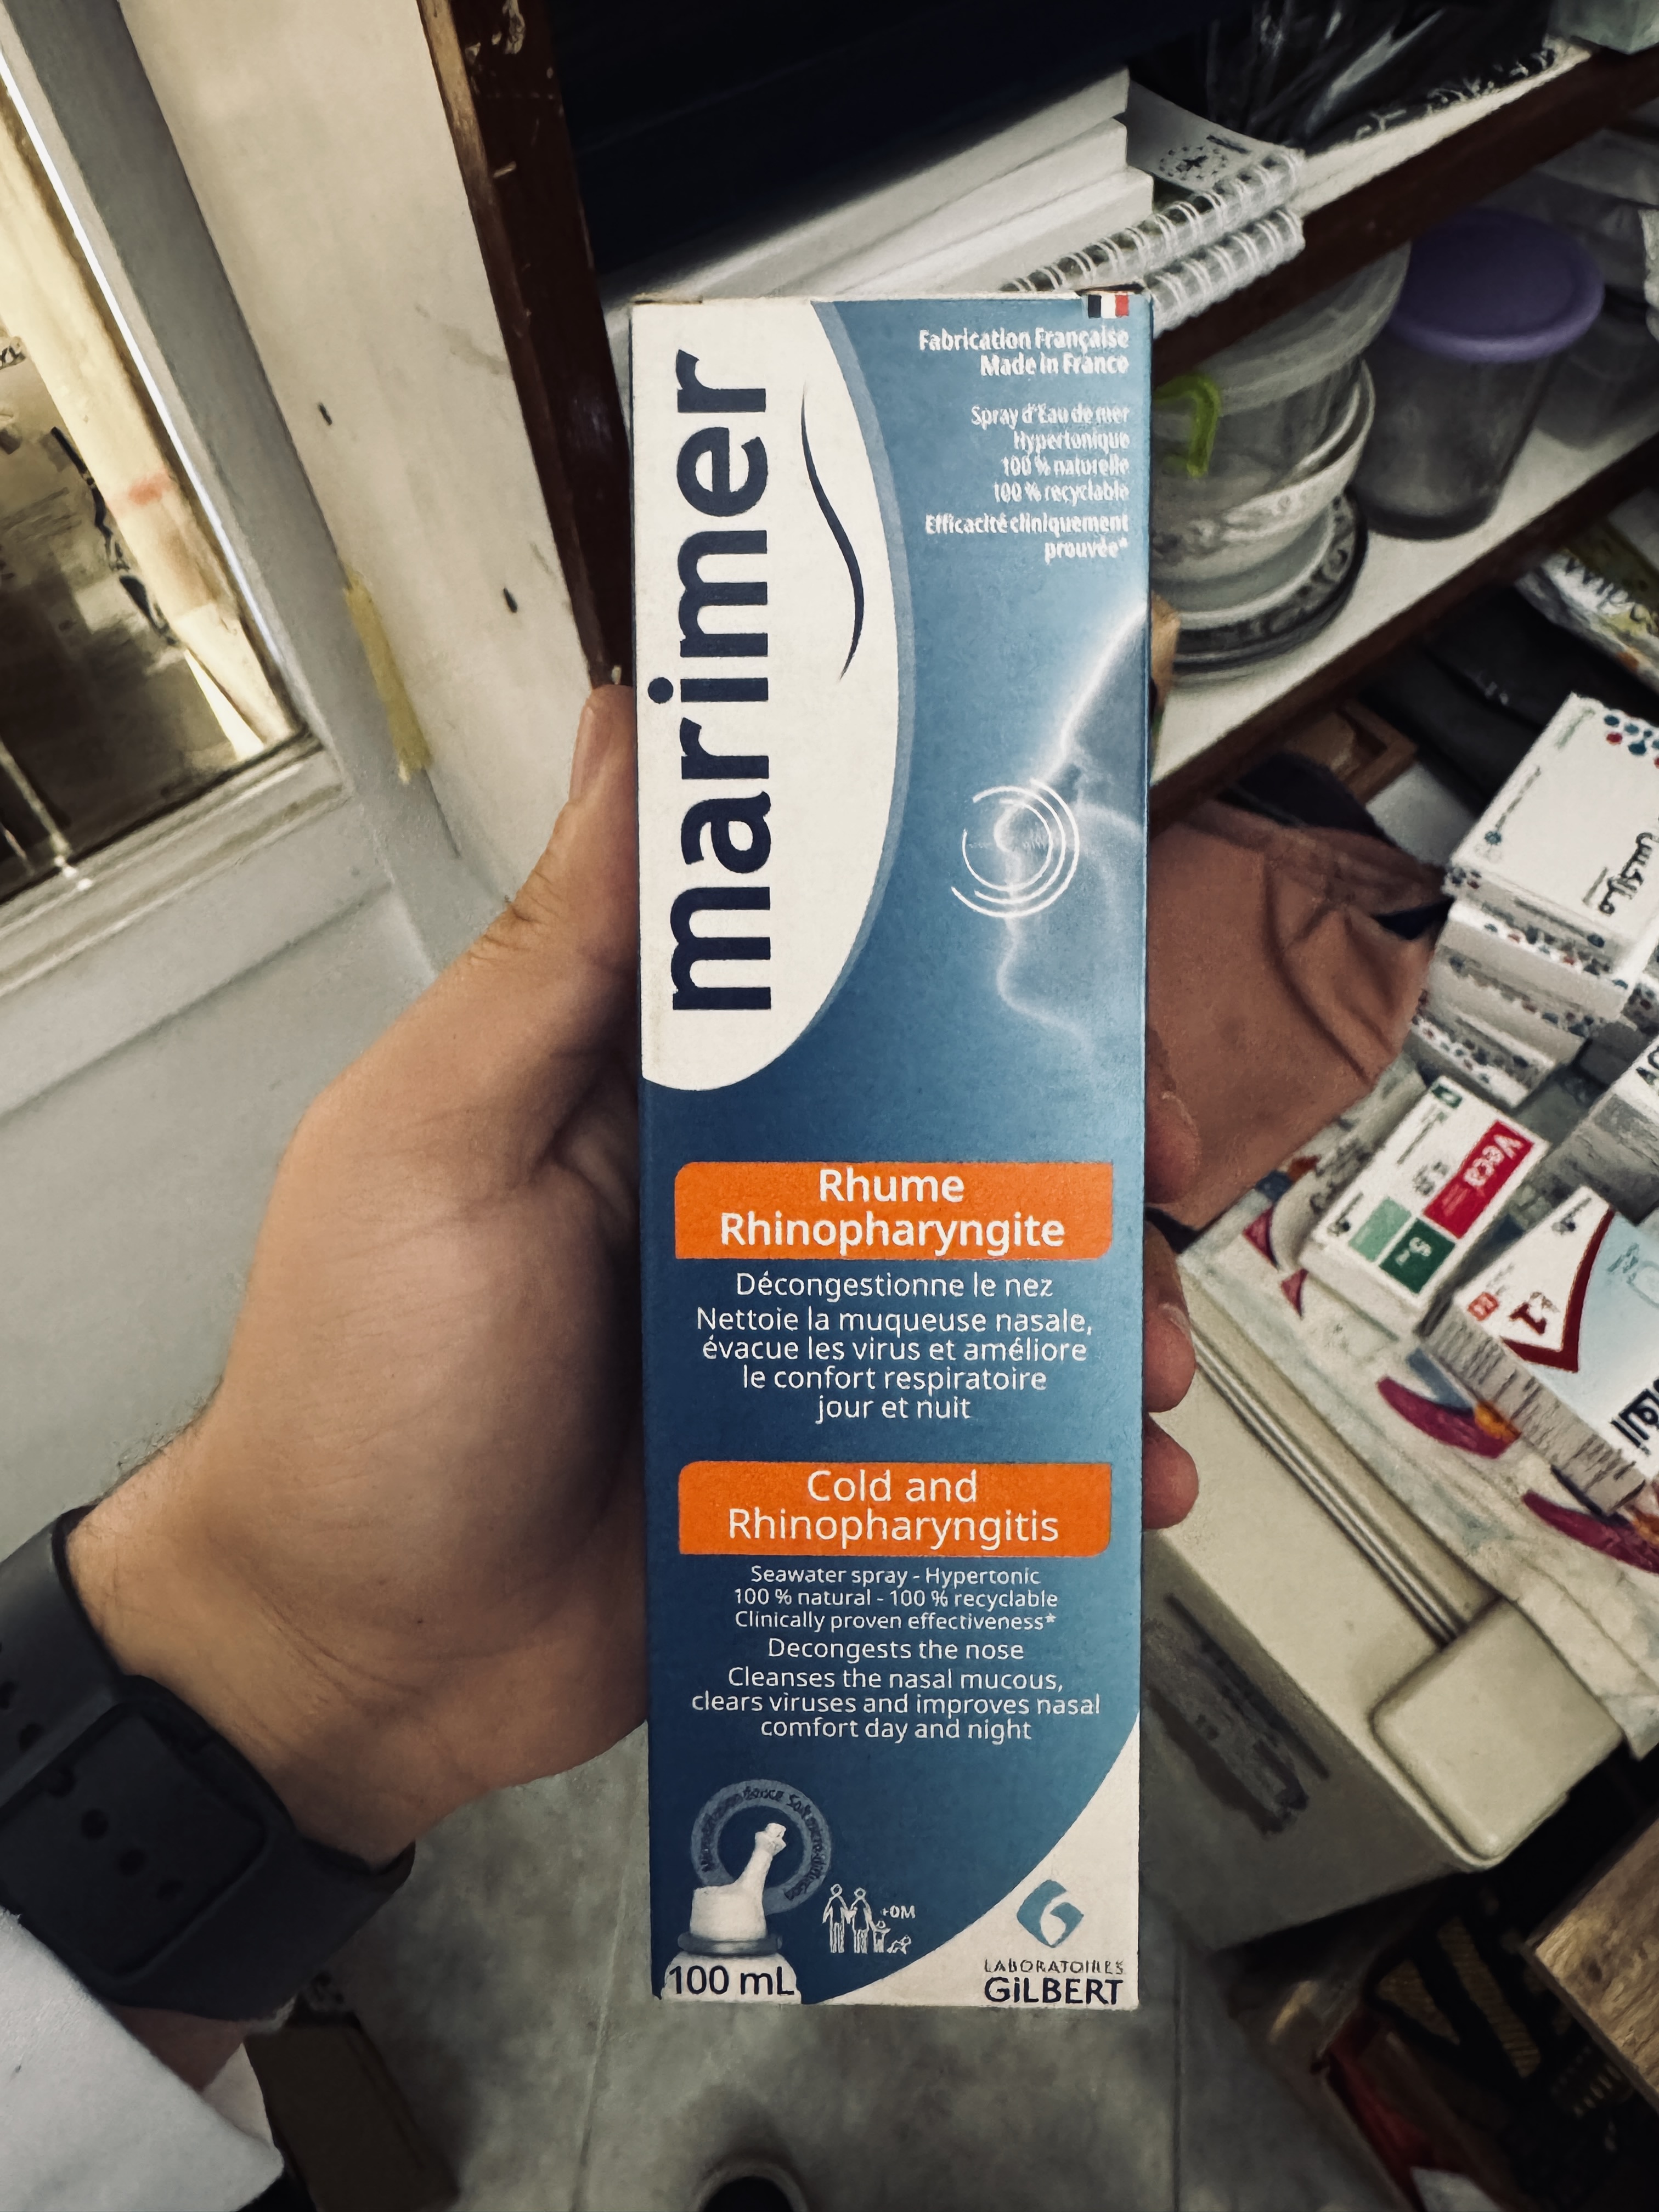 marimer
Fabrication Française
Made in France
Spray d'Eau de mer
Hypertonique
100 % naturelle
100 % recyclable
Efficacité cliniquement
prouvée*
Rhume
Rhinopharyngite
Décongestionne le nez
Nettoie la muqueuse nasale,
évacue les virus et améliore
le confort respiratoire
jour et nuit
Cold and
Rhinopharyngitis
Seawater spray - Hypertonic
100 % natural - 100 % recyclable
Clinically proven effectiveness*
Decongests the nose
Cleanses the nasal mucous,
clears viruses and improves nasal
comfort day and night
+0M
100 mL
LABORATOIRES
GILBERT